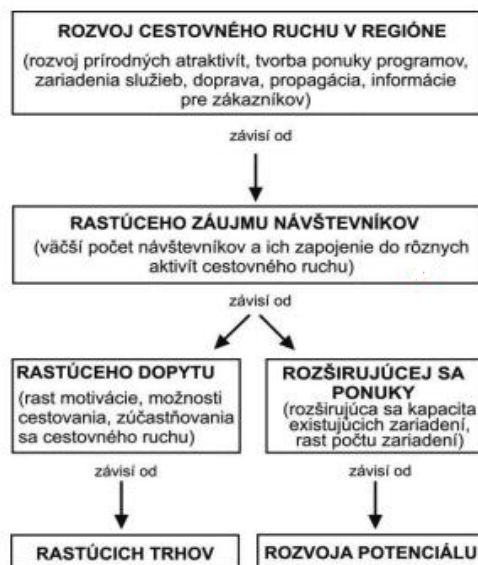 ROZVOJ CESTOVNÉHO RUCHU V REGIÓNE
(rozvoj prírodných atraktivít, tvorba ponuky programov,
zariadenia služieb, doprava, propagácia, informácie
pre zákazníkov)
závisí od
RASTÚCEHO ZÁUJMU NÁVŠTEVNÍKOV
(väčší počet návštevníkov a ich zapojenie do rôznych
aktivít cestovného ruchu)
závisí od
RASTÚCEHO DOPYTU
(rast motivácie, možnosti
cestovania, zúčastňovania
sa cestovného ruchu)
závisí od
RASTÚCICH TRHOV
ROZŠIRUJÚCEJ SA
PONUKY
(rozširujúca sa kapacita
existujúcich zariadení,
rast počtu zariadení)
závisí od
ROZVOJA POTENCIÁLU